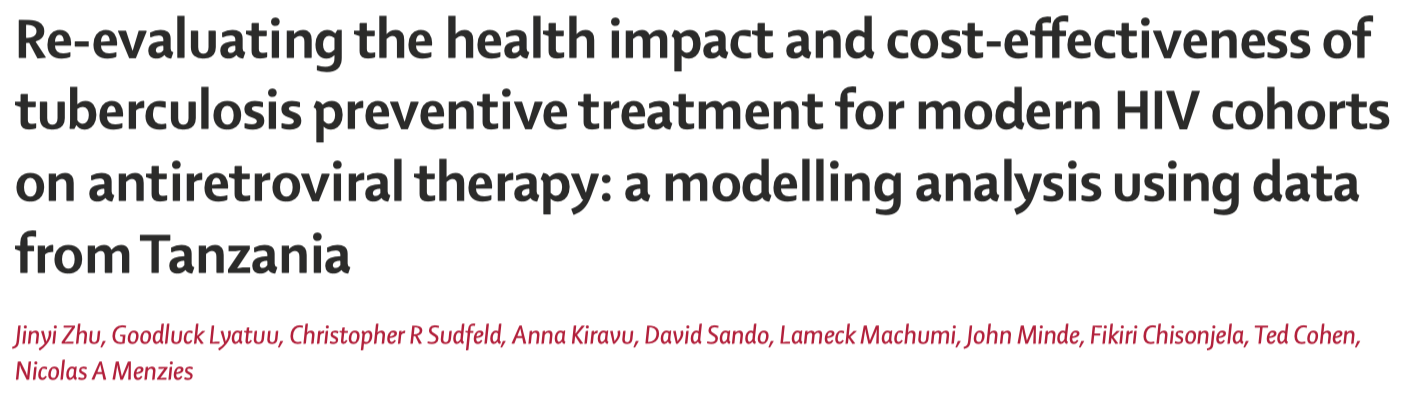 Re-evaluating the health impact and cost-effectiveness of
tuberculosis preventive treatment for modern HIV cohorts
on antiretroviral therapy: a modelling analysis using data
from Tanzania
Jinyi Zhu, Goodluck Lyatuu, Christopher R Sudfeld, Anna Kiravu, David Sando, Lameck Machumi, John Minde, Fikiri Chisonjela, Ted Cohen,
Nicolas A Menzies